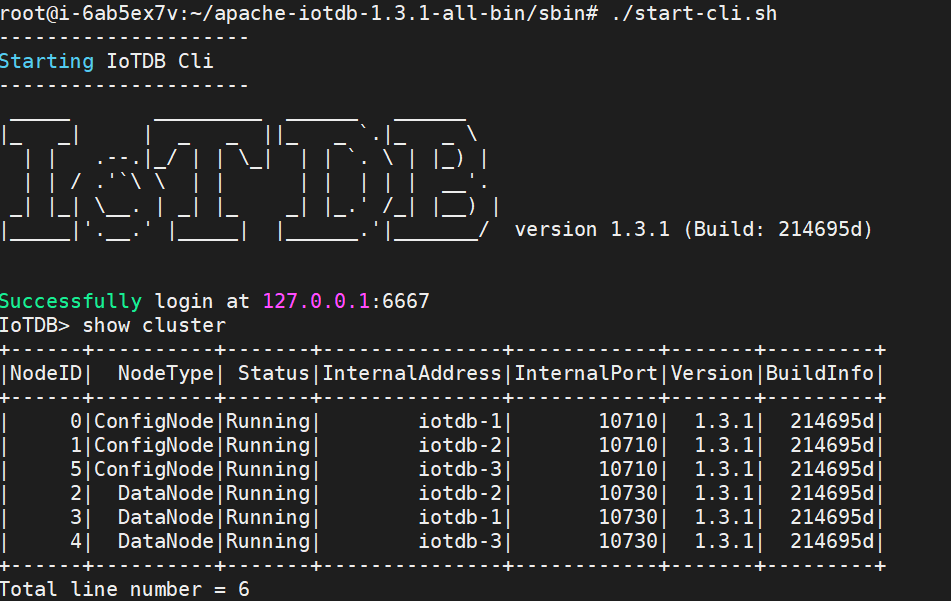 root@i-6ab5ex7v:~/apache-iotdb-1.3.1-all-bin/sbin# ./start-cli.sh
---------------------
Starting IoTDB Cli
---------------------
 _____       _________  ______   ______
|_   _|     |  _   _  ||_   _ `.|_   _ \
  | |   .--.|_/ | | \_|  | | `. \ | |_) |
  | | / .'`\ \  | |      | |  | | |  __'.
 _| |_| \__. | _| |_    _| |_.' /_| |__) |
|_____|'.__.' |_____|  |______.'|_______/  version 1.3.1 (Build: 214695d)
Successfully login at 127.0.0.1:6667
IoTDB> show cluster
+------+----------+-------+---------------+------------+-------+---------+
|NodeID|  NodeType| Status|InternalAddress|InternalPort|Version|BuildInfo|
+------+----------+-------+---------------+------------+-------+---------+
|     0|ConfigNode|Running|        iotdb-1|       10710|  1.3.1|  214695d|
|     1|ConfigNode|Running|        iotdb-2|       10710|  1.3.1|  214695d|
|     5|ConfigNode|Running|        iotdb-3|       10710|  1.3.1|  214695d|
|     2|  DataNode|Running|        iotdb-2|       10730|  1.3.1|  214695d|
|     3|  DataNode|Running|        iotdb-1|       10730|  1.3.1|  214695d|
|     4|  DataNode|Running|        iotdb-3|       10730|  1.3.1|  214695d|
+------+----------+-------+---------------+------------+-------+---------+
Total line number = 6